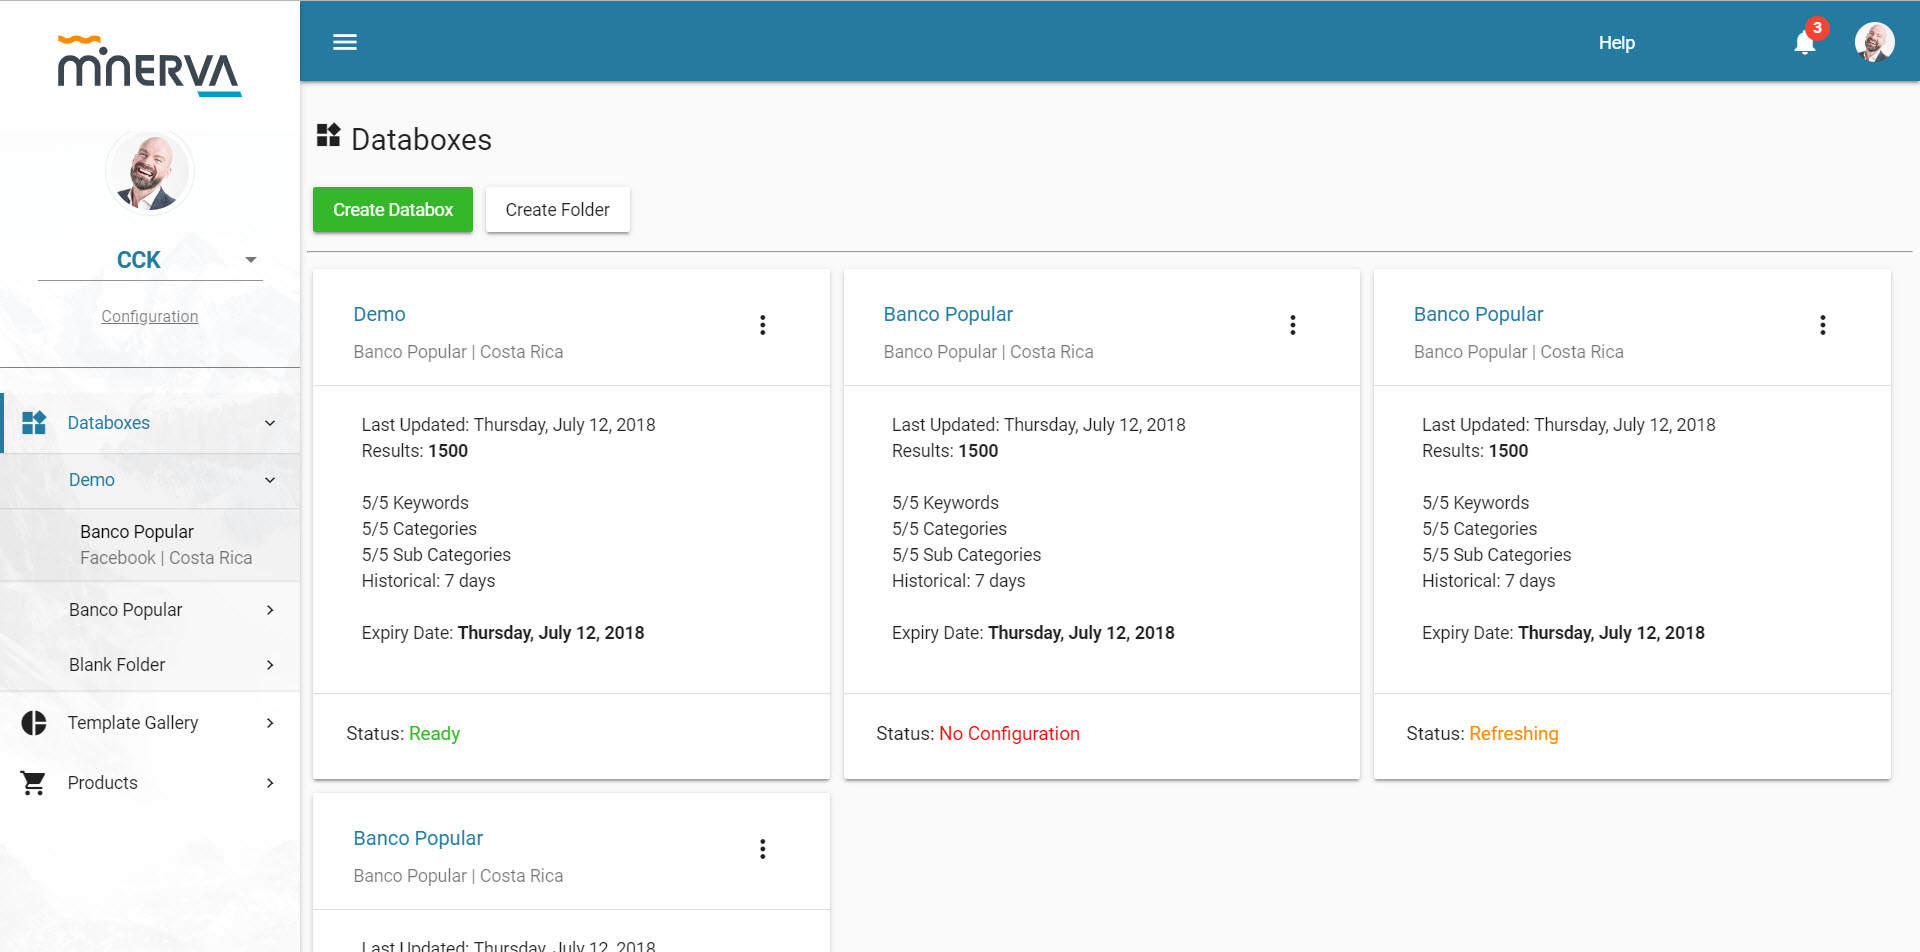 MINERVA
CCK
Configuration
Databoxes
Demo
Banco Popular
Facebook | Costa Rica
Banco Popular
Blank Folder
Template Gallery
Products
Help
3
Databoxes
Create Databox
Create Folder
Demo
Banco Popular | Costa Rica
Last Updated: Thursday, July 12, 2018
Results: 1500
5/5 Keywords
5/5 Categories
5/5 Sub Categories
Historical: 7 days
Expiry Date: Thursday, July 12, 2018
Status: Ready
Banco Popular
Banco Popular | Costa Rica
Last Updated: Thursday, July 12, 2018
Results: 1500
5/5 Keywords
5/5 Categories
5/5 Sub Categories
Historical: 7 days
Expiry Date: Thursday, July 12, 2018
Status: No Configuration
Banco Popular
Banco Popular | Costa Rica
Last Updated: Thursday, July 12, 2018
Results: 1500
5/5 Keywords
5/5 Categories
5/5 Sub Categories
Historical: 7 days
Expiry Date: Thursday, July 12, 2018
Status: Refreshing
Banco Popular
Banco Popular | Costa Rica
Last Updated: Thursday, July 12, 2018